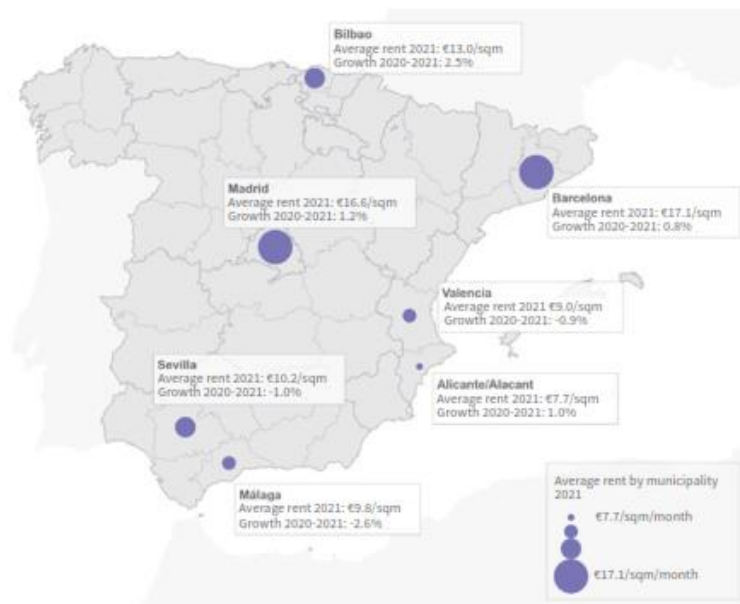 Bilbao
Average rent 2021: €13.0/sqm
Growth 2020-2021: 2.5%
Madrid
Average rent 2021: €16.6/sqm
Growth 2020-2021: 1.2%
Barcelona
Average rent 2021: €17.1/sqm
Growth 2020-2021: 0.8%
Valencia
Average rent 2021 €9.0/sqm
Growth 2020-2021: -0.9%
Sevilla
Average rent 2021: €10.2/sqm
Growth 2020-2021: -1.0%
Alicante/Alacant
Average rent 2021: €7.7/sqm
Growth 2020-2021: 1.0%
Málaga
Average rent 2021: €9.8/sqm
Growth 2020-2021: -2.6%
Average rent by municipality
2021
€7.7/sqm/month
€17.1/sqm/month